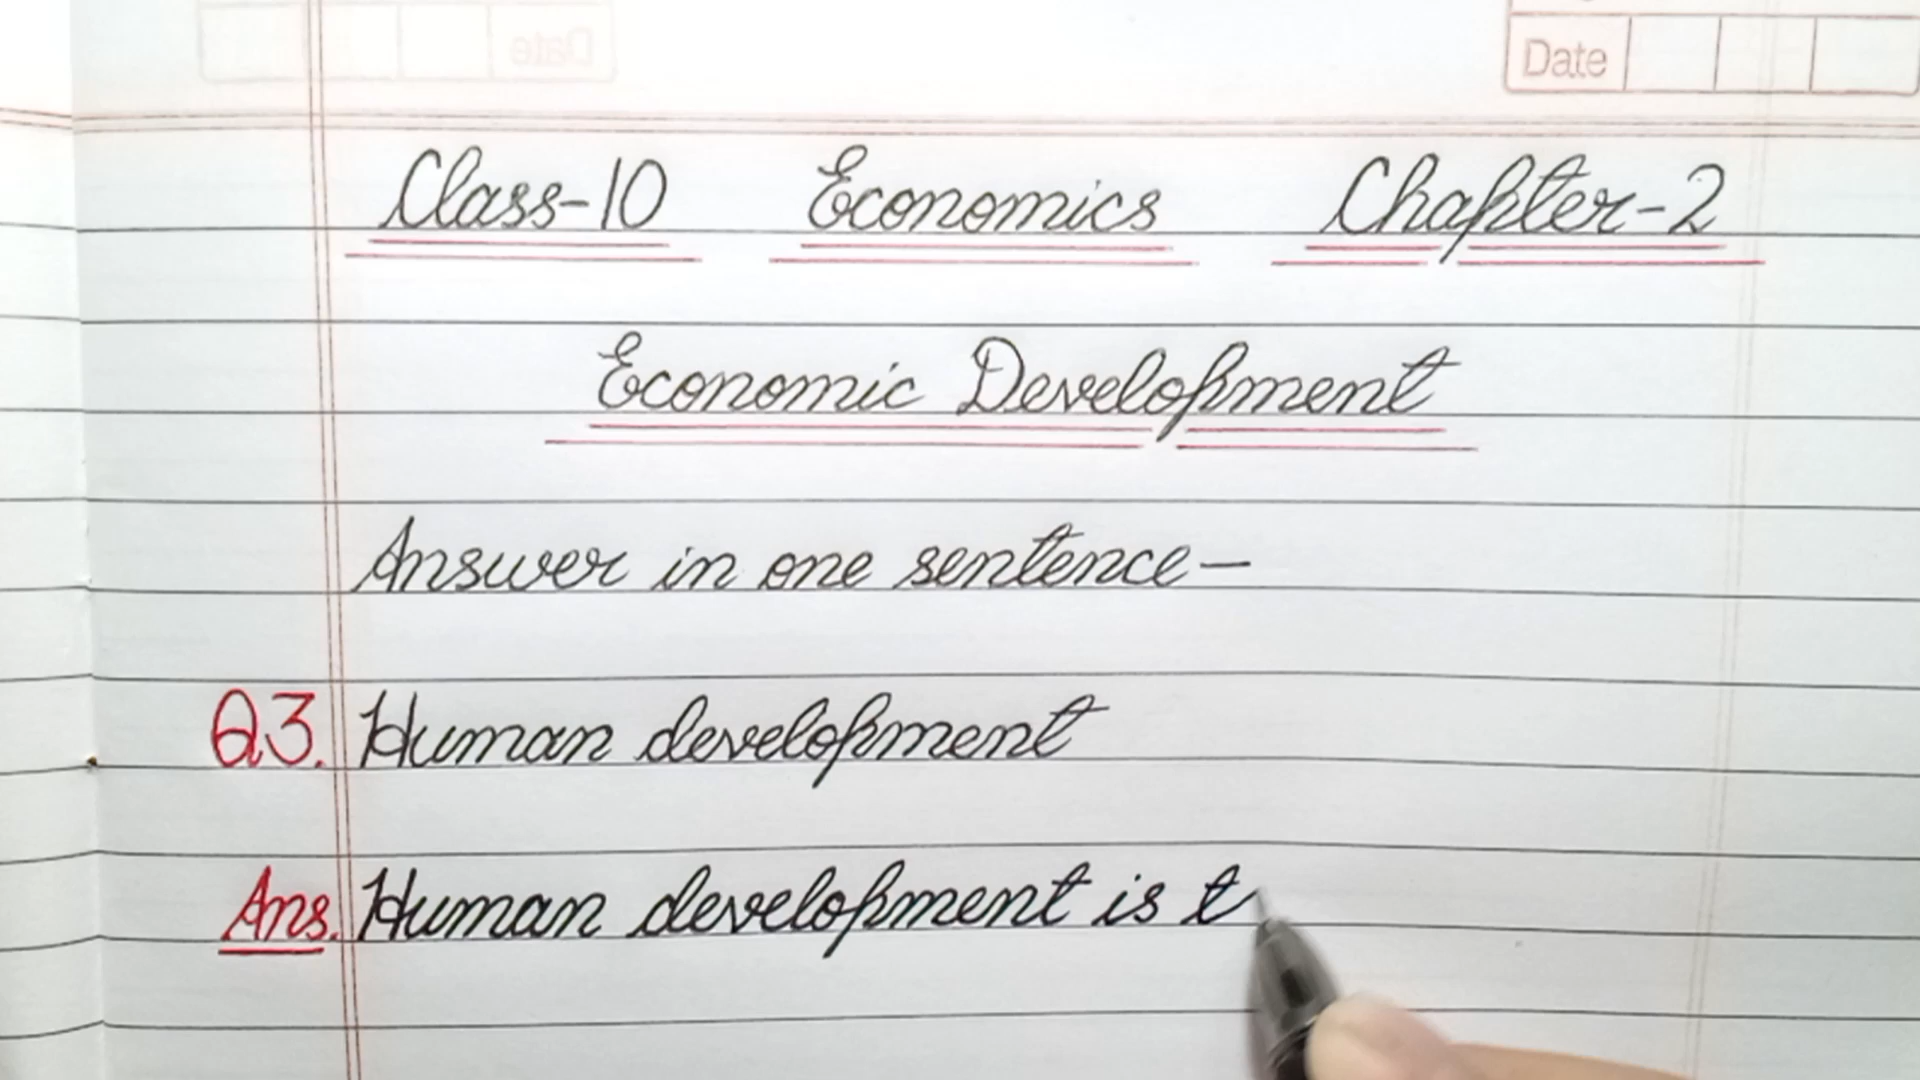 Date
Class-10 Economics Chapter-2
Economic Development
Answer in one sentence—
Q3. Human development
Ans. Human development is t